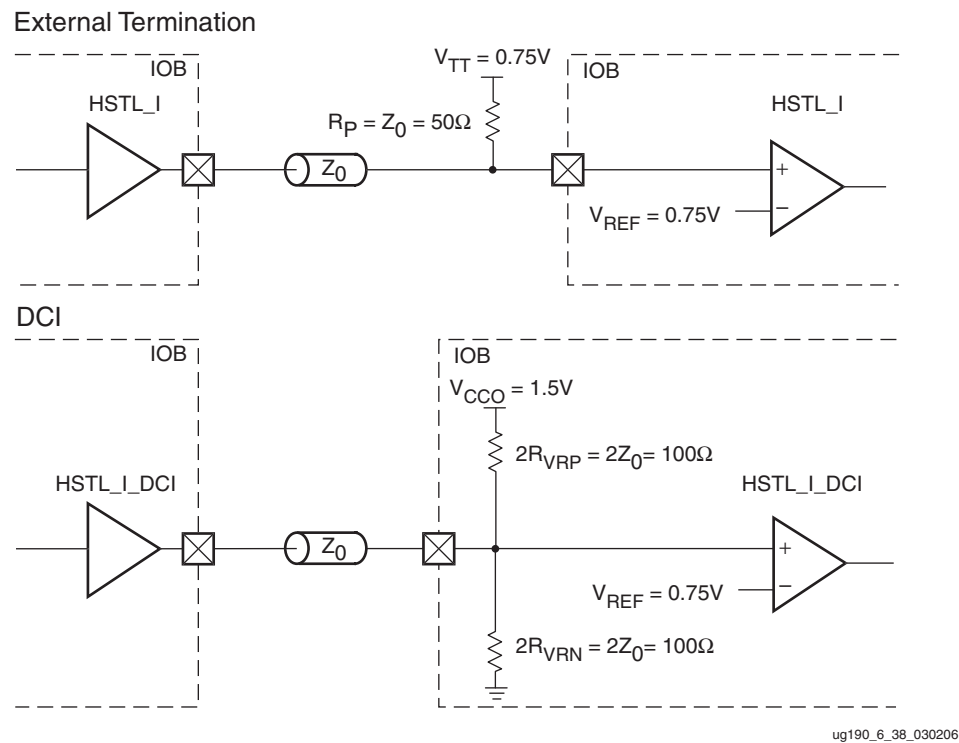 External Termination
IOB
V_TT = 0.75V
IOB
HSTL_I
HSTL_I
R_P = Z_0 = 50Ω
Z_0
+
−
V_REF = 0.75V
DCI
IOB
IOB
V_CCO = 1.5V
2R_VRP = 2Z_0= 100Ω
HSTL_I_DCI
HSTL_I_DCI
Z_0
+
−
V_REF = 0.75V
2R_VRN = 2Z_0= 100Ω
ug190_6_38_030206